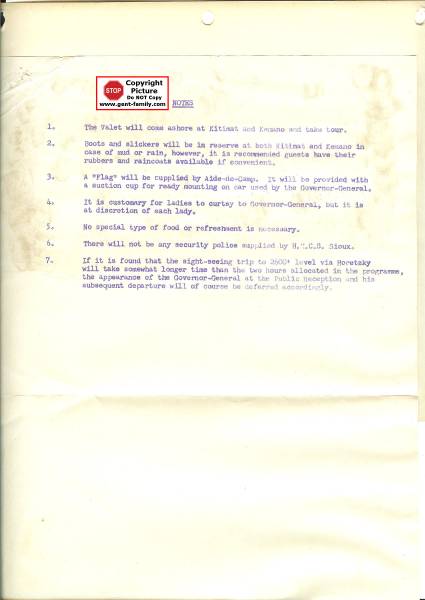 STOP
Copyright
Picture
Do NOT Copy
www.gent-family.com
NOTES
1. The Valet will come ashore at Kitimat and Kemano and take tour.
2. Boots and slickers will be in reserve at both Kitimat and Kemano in
case of mud or rain, however, it is recommended guests have their
rubbers and raincoats available if convenient.
3. A "Flag" will be supplied by Aide-de-Camp. It will be provided with
a suction cup for ready mounting on car used by the Governor-General.
4. It is customary for ladies to curtsy to Governor-General, but it is
at discretion of each lady.
5. No special type of food or refreshment is necessary.
6. There will not be any security police supplied by H.M.C.S. Sioux.
7. If it is found that the sight-seeing trip to 2600' level via Horetzky
will take somewhat longer time than the two hours allocated in the programme,
the appearance of the Governor-General at the Public Reception and his
subsequent departure will of course be deferred accordingly.